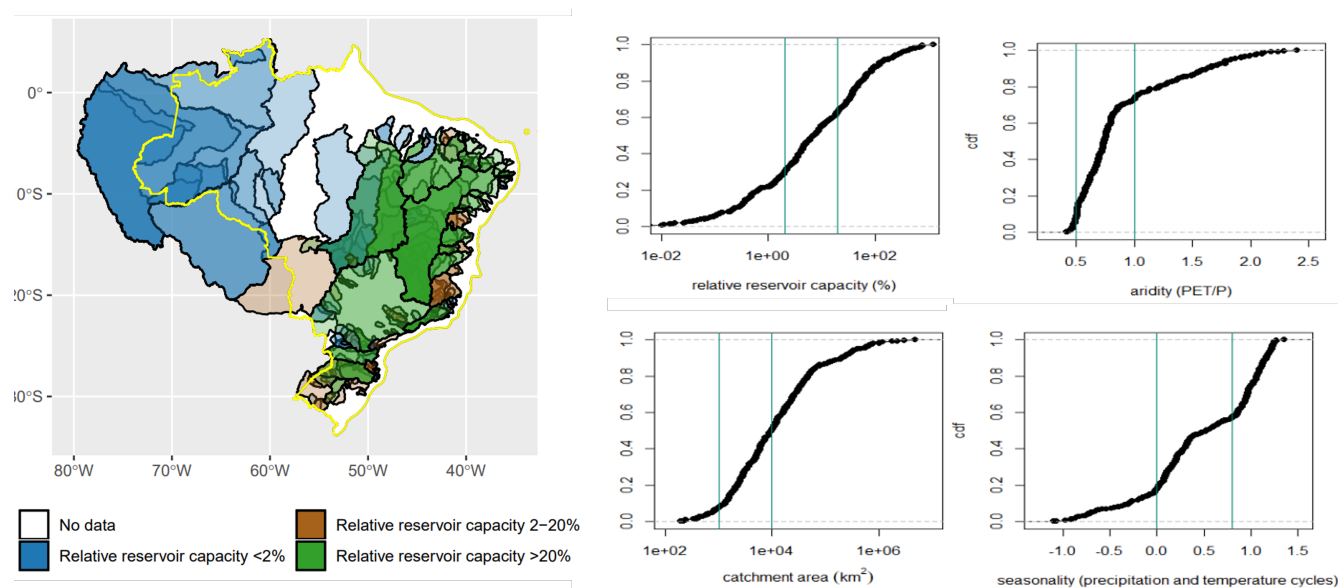 0°
0°S
20°S
30°S
80°W 70°W 60°W 50°W 40°W
No data
Relative reservoir capacity <2%
Relative reservoir capacity 2−20%
Relative reservoir capacity >20%
0.0 0.2 0.4 0.6 0.8 1.0
1e-02 1e+00 1e+02
relative reservoir capacity (%)
cdf
0.0 0.2 0.4 0.6 0.8 1.0
0.5 1.0 1.5 2.0 2.5
aridity (PET/P)
0.0 0.2 0.4 0.6 0.8 1.0
1e+02 1e+04 1e+06
catchment area (km²)
cdf
0.0 0.2 0.4 0.6 0.8 1.0
-1.0 -0.5 0.0 0.5 1.0 1.5
seasonality (precipitation and temperature cycles)